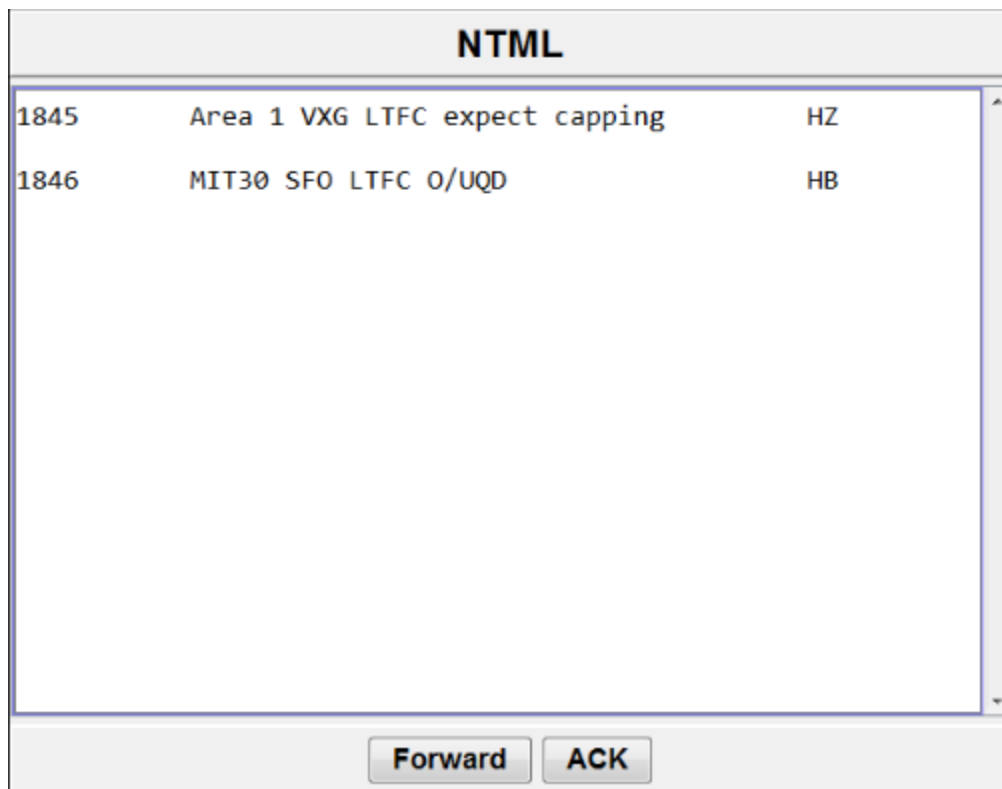 NTML
1845 Area 1 VXG LTFC expect capping HZ
1846 MIT30 SFO LTFC O/UQD HB
Forward ACK